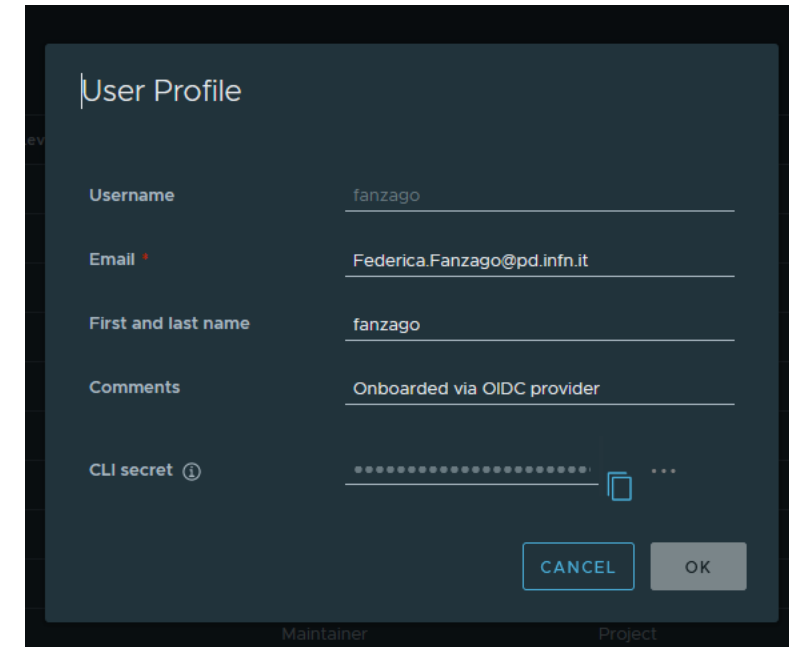 User Profile
Username fanzago
Email * Federica.Fanzago@pd.infn.it
First and last name fanzago
Comments Onboarded via OIDC provider
CLI secret
CANCEL OK
Maintainer Project